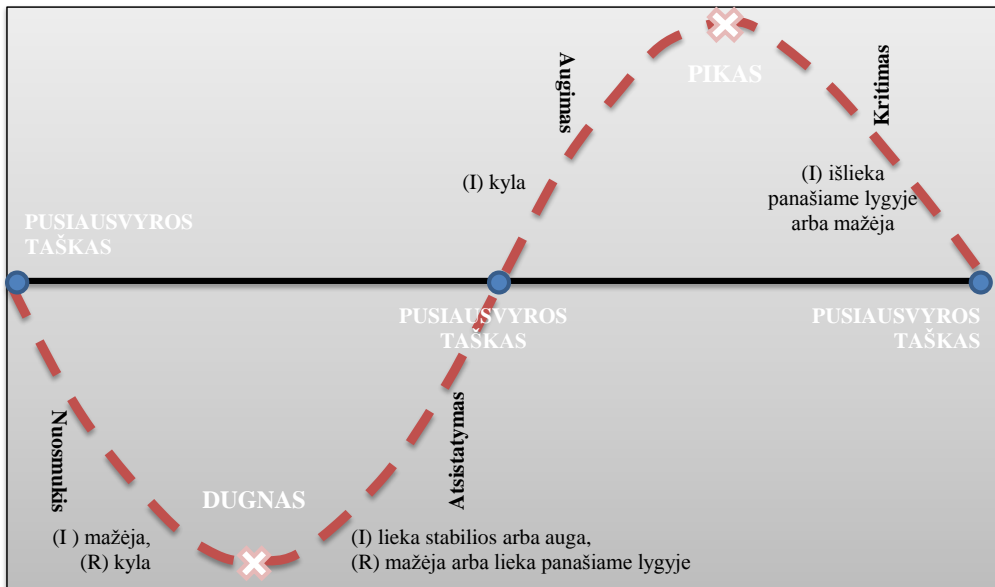 PIKAS
Augimas
Kritimas
(I) kyla
(I) išlieka
panašiame lygyje
arba mažėja
PUSIAUSVYROS
TAŠKAS
PUSIAUSVYROS
TAŠKAS
PUSIAUSVYROS
TAŠKAS
Nuosmukis
Atsistatymas
DUGNAS
(I ) mažėja,
(R) kyla
(I) lieka stabilios arba auga,
(R) mažėja arba lieka panašiame lygyje